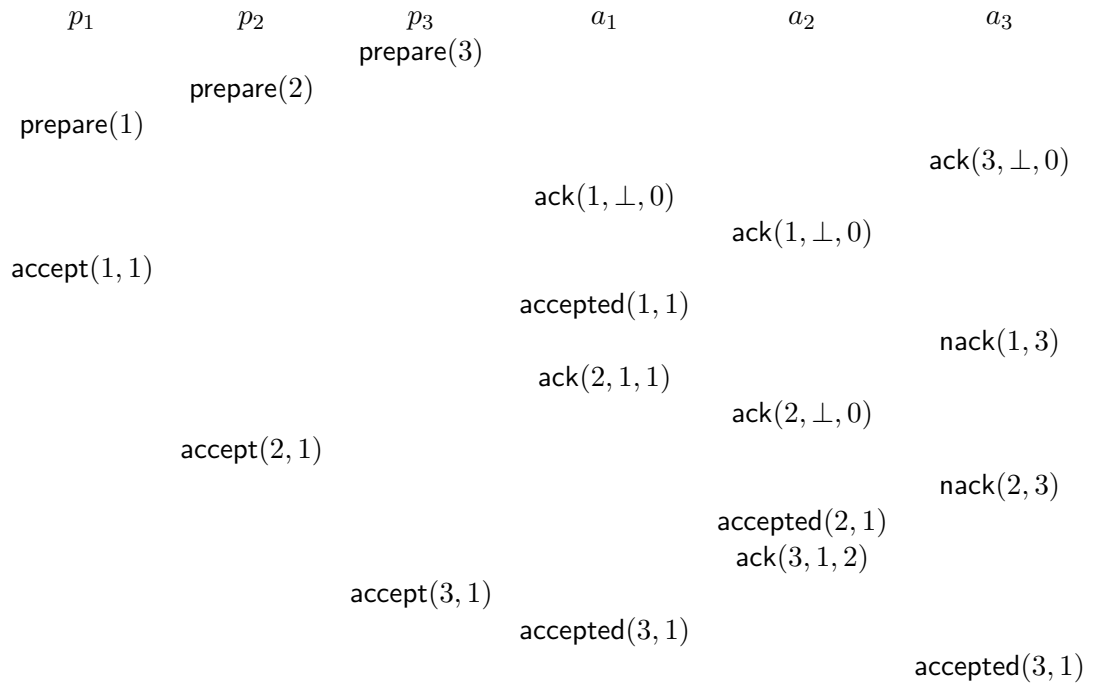 p₁ p₂ p₃ a₁ a₂ a₃
prepare(3)
prepare(2)
prepare(1)
ack(3, ⊥, 0)
ack(1, ⊥, 0)
ack(1, ⊥, 0)
accept(1, 1)
accepted(1, 1)
nack(1, 3)
ack(2, 1, 1)
ack(2, ⊥, 0)
accept(2, 1)
nack(2, 3)
accepted(2, 1)
ack(3, 1, 2)
accept(3, 1)
accepted(3, 1)
accepted(3, 1)